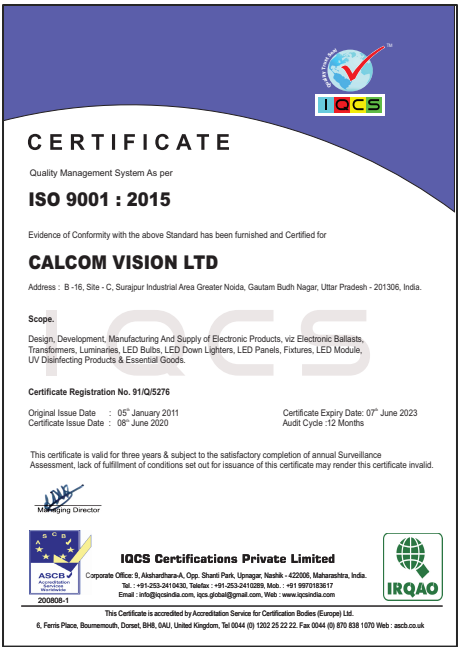 Quality Trust Seal
TM
IQCS
CERTIFICATE
Quality Management System As per
ISO 9001 : 2015
Evidence of Conformity with the above Standard has been furnished and Certified for
CALCOM VISION LTD
Address : B -16, Site - C, Surajpur Industrial Area Greater Noida, Gautam Budh Nagar, Uttar Pradesh - 201306, India.
IQCS
Scope.
Design, Development, Manufacturing And Supply of Electronic Products, viz Electronic Ballasts,
Transformers, Luminaries, LED Bulbs, LED Down Lighters, LED Panels, Fixtures, LED Module,
UV Disinfecting Products & Essential Goods.
Certificate Registration No. 91/Q/5276
Original Issue Date : 05th January 2011 Certificate Expiry Date: 07th June 2023
Certificate Issue Date : 08th June 2020 Audit Cycle :12 Months
This certificate is valid for three years & subject to the satisfactory completion of annual Surveillance
Assessment, lack of fulfillment of conditions set out for issuance of this certificate may render this certificate invalid.
Managing Director
ASCB
ASCB
Accreditation
Services
Worldwide
200808-1
IQCS Certifications Private Limited
Corporate Office: 9, Akshardhara-A, Opp. Shanti Park, Upnagar, Nashik - 422006, Maharashtra, India.
Tel. : +91-253-2410430, Telefax : +91-253-2410289, Mob. : +91 9970183617
Email : info@iqcsindia.com, iqcs.global@gmail.com, Web : www.iqcsindia.com
IRQAO
This Certificate is accredited by Accreditation Service for Certification Bodies (Europe) Ltd.
6, Ferris Place, Bournemouth, Dorset, BH8, 0AU, United Kingdom, Tel 0044 (0) 1202 25 22 22. Fax 0044 (0) 870 838 1070 Web : ascb.co.uk